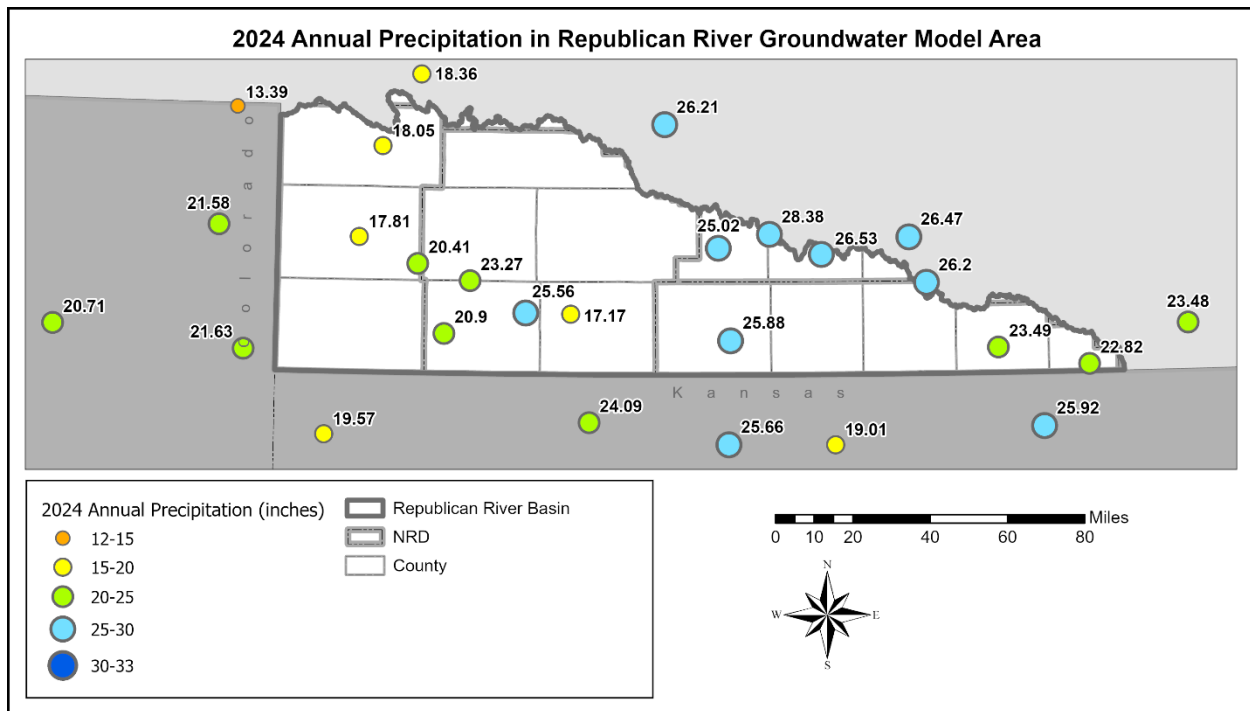 2024 Annual Precipitation in Republican River Groundwater Model Area
18.36
13.39
26.21
18.05
Colorado
21.58
17.81
25.02
28.38
26.47
20.41
26.53
23.27
26.2
25.56
20.71
17.17
23.48
21.63
20.9
25.88
23.49
22.82
Kansas
24.09
25.92
19.57
25.66
19.01
2024 Annual Precipitation (inches)
12-15
15-20
20-25
25-30
30-33
Republican River Basin
NRD
County
Miles
0 10 20 40 60 80
N
W E
S